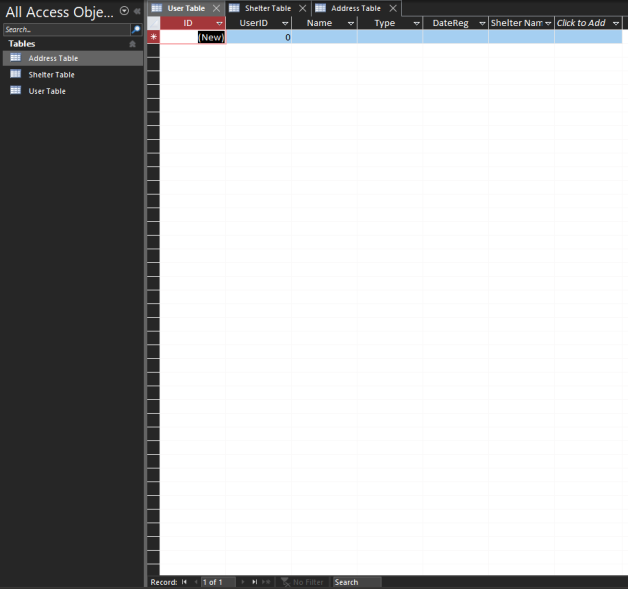 All Access Obje...
Search...
Tables
Address Table
Shelter Table
User Table
User Table Shelter Table Address Table
ID UserID Name Type DateReg Shelter Nam Click to Add
(New) 0
Record: 1 of 1 No Filter Search